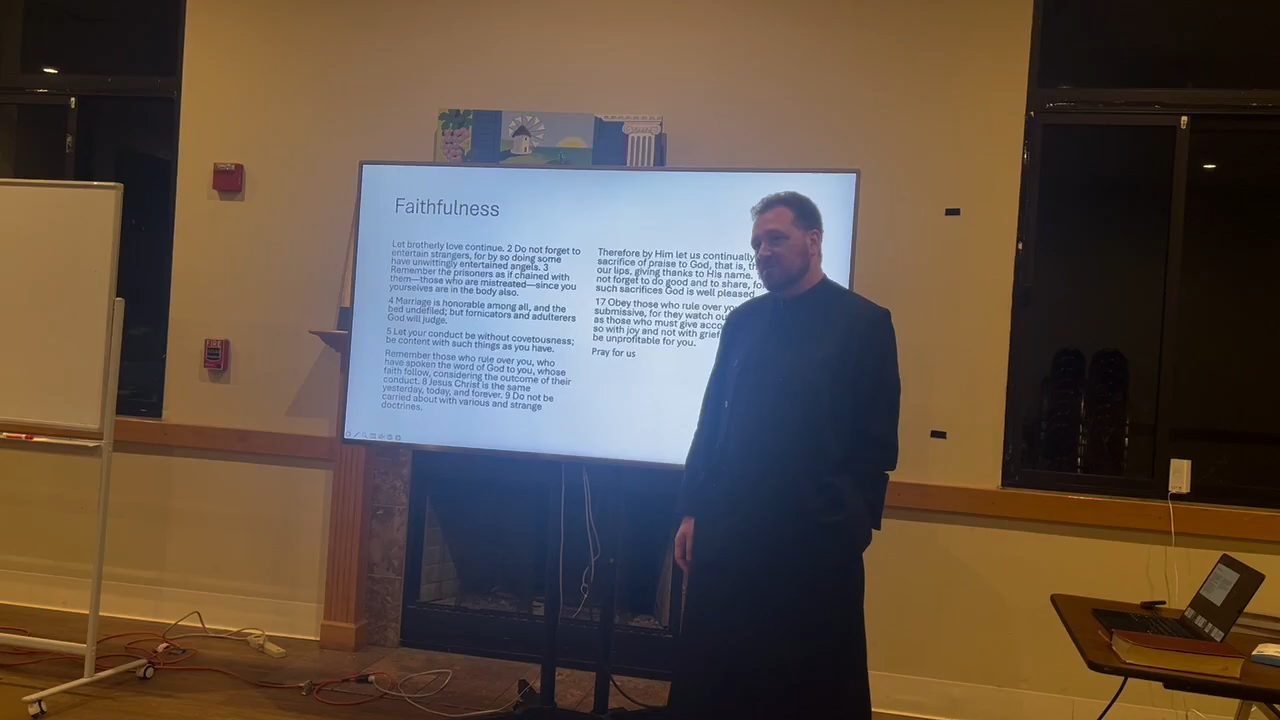 Faithfulness
Let brotherly love continue. 2 Do not forget to
entertain strangers, for by so doing some
have unwittingly entertained angels. 3
Remember the prisoners as if chained with
them—those who are mistreated—since you
yourselves are in the body also.
4 Marriage is honorable among all, and the
bed undefiled; but fornicators and adulterers
God will judge.
5 Let your conduct be without covetousness;
be content with such things as you have.
Remember those who rule over you, who
have spoken the word of God to you, whose
faith follow, considering the outcome of their
conduct. 8 Jesus Christ is the same
yesterday, today, and forever. 9 Do not be
carried about with various and strange
doctrines.
Therefore by Him let us continually
sacrifice of praise to God, that is, th
our lips, giving thanks to His name.
not forget to do good and to share, fo
such sacrifices God is well pleased
17 Obey those who rule over yo
submissive, for they watch ou
as those who must give acco
so with joy and not with grief
be unprofitable for you.
Pray for us
FIRE